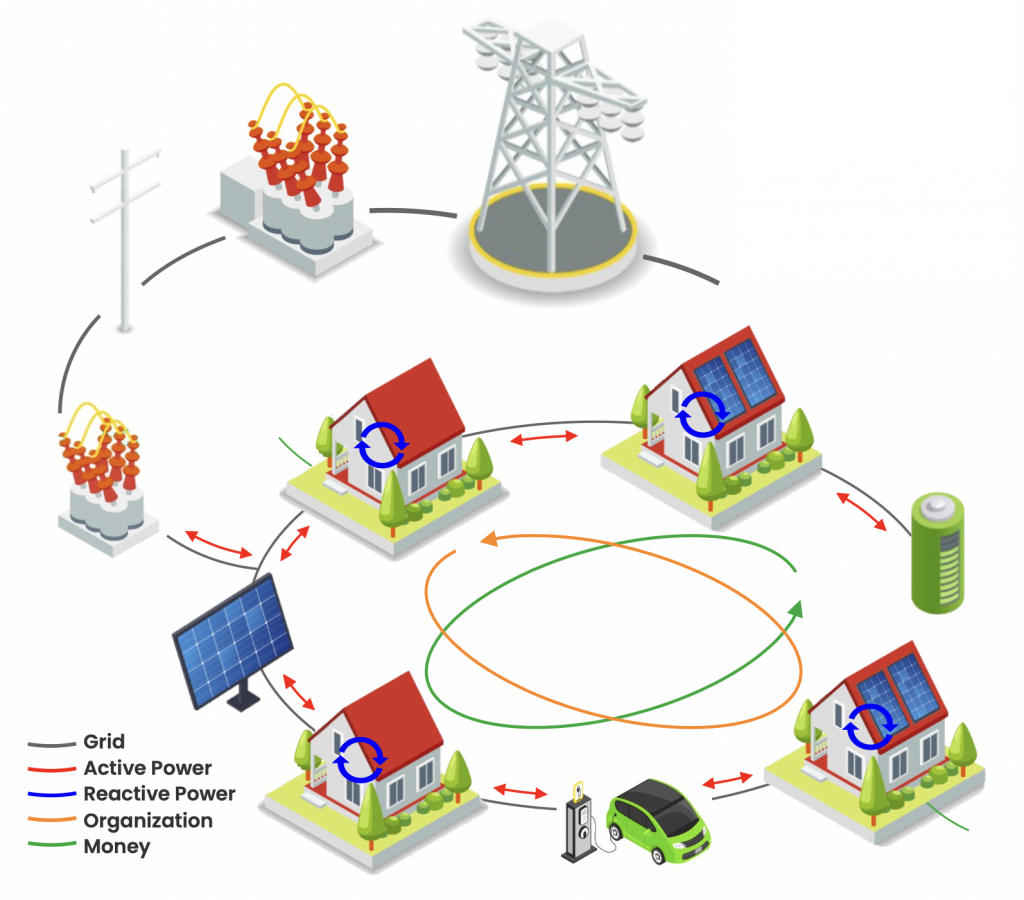 Grid
Active Power
Reactive Power
Organization
Money